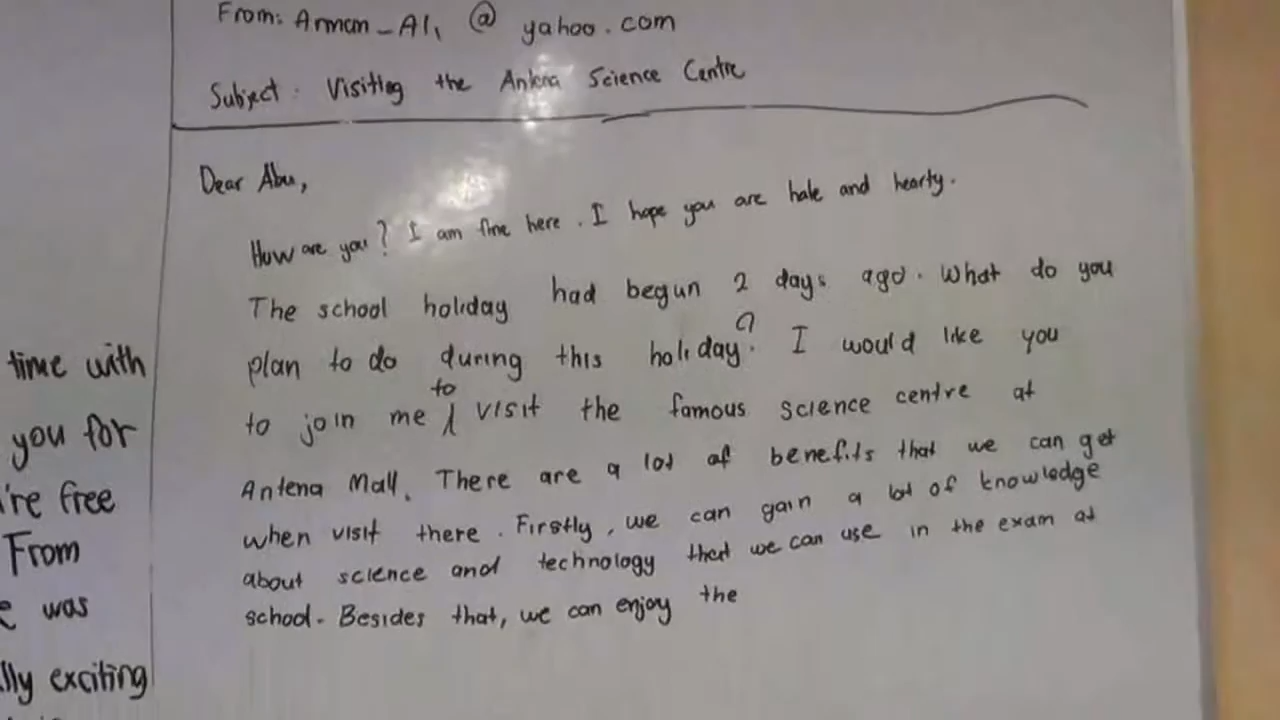 From: Arman_Ali @ yahoo.com
Subject: Visiting the Antena Science Centre
Dear Abu,
How are you? I am fine here. I hope you are hale and hearty.
The school holiday had begun 2 days ago. What do you
plan to do during this holiday? I would like you
to join me to visit the famous science centre at
Antena Mall. There are a lot of benefits that we can get
when visit there. Firstly, we can gain a lot of knowledge
about science and technology that we can use in the exam at
school. Besides that, we can enjoy the
time with
you for
're free
From
was
lly exciting